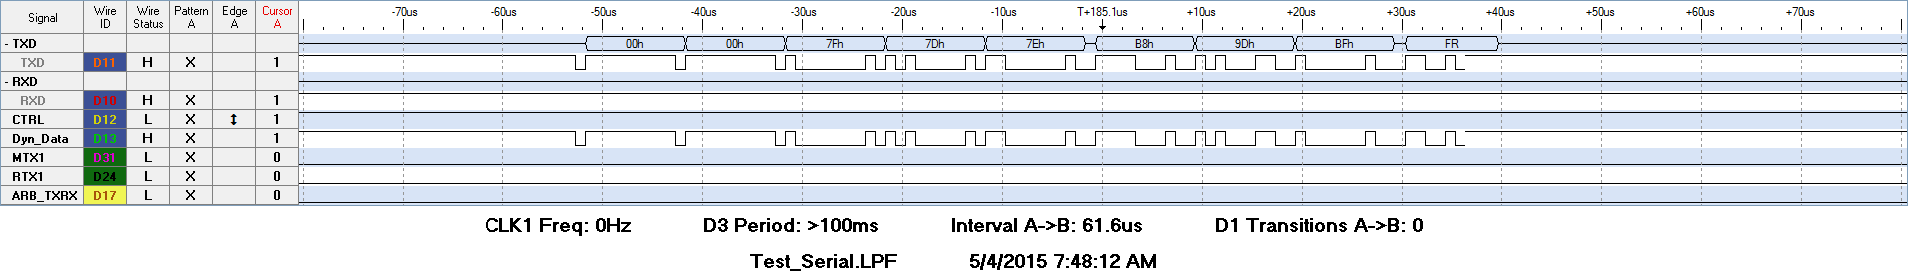 Signal Wire ID Wire Status Pattern A Edge A Cursor A -70us -60us -50us -40us -30us -20us -10us T+185.1us +10us +20us +30us +40us +50us +60us +70us
- TXD 00h 00h 7Fh 7Dh 7Eh B8h 9Dh BFh FR
TXD D11 H X 1
- RXD
RXD D10 H X 1
CTRL D12 L X ↕ 1
Dyn_Data D13 H X 1
MTX1 D31 L X 0
RTX1 D24 L X 0
ARB_TXRX D17 L X 0
CLK1 Freq: 0Hz D3 Period: >100ms Interval A->B: 61.6us D1 Transitions A->B: 0
Test_Serial.LPF 5/4/2015 7:48:12 AM